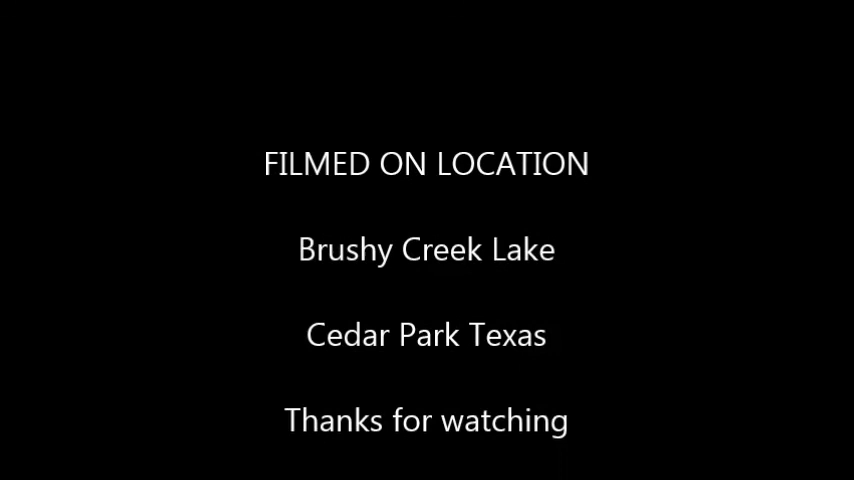 FILMED ON LOCATION
Brushy Creek Lake
Cedar Park Texas
Thanks for watching